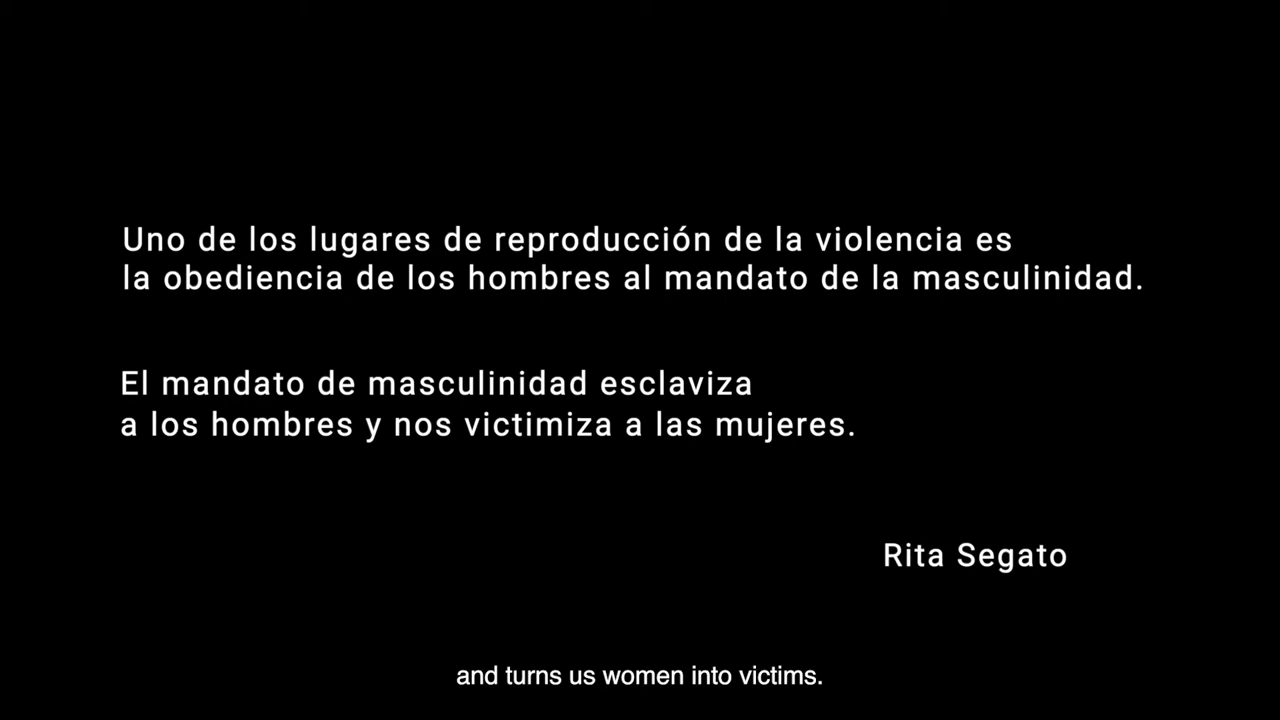 Uno de los lugares de reproducción de la violencia es
la obediencia de los hombres al mandato de la masculinidad.
El mandato de masculinidad esclaviza
a los hombres y nos victimiza a las mujeres.
Rita Segato
and turns us women into victims.